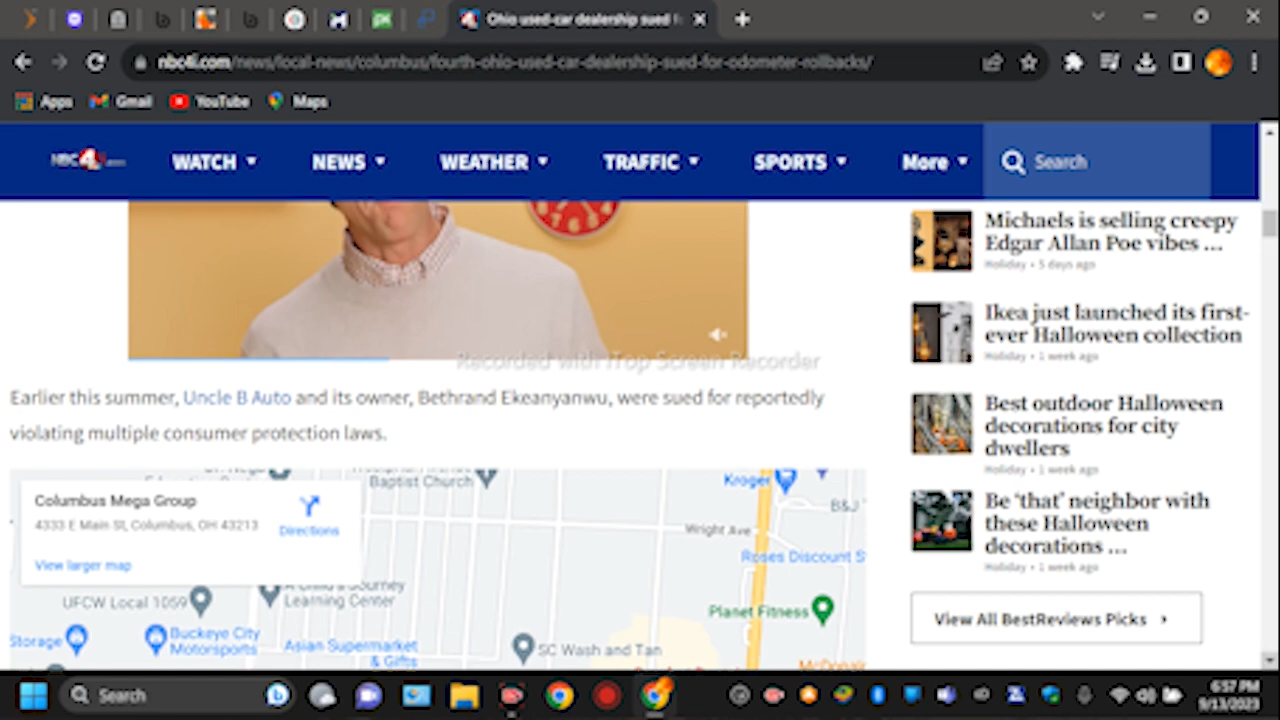 Ohio used-car dealership sued f
nbc4i.com/news/local-news/columbus/fourth-ohio-used-car-dealership-sued-for-odometer-rollbacks/
Apps Gmail YouTube Maps
NBC4 WATCH NEWS WEATHER TRAFFIC SPORTS More Search
Michaels is selling creepy
Edgar Allan Poe vibes ...
Holiday • 5 days ago
Ikea just launched its first-
ever Halloween collection
Holiday • 1 week ago
Recorded with iTop Screen Recorder
Earlier this summer, Uncle B Auto and its owner, Bethrand Ekeanyanwu, were sued for reportedly
violating multiple consumer protection laws.
Best outdoor Halloween
decorations for city
dwellers
Holiday • 1 week ago
Be 'that' neighbor with
these Halloween
decorations ...
Holiday • 1 week ago
View All BestReviews Picks
Columbus Mega Group
4333 E Main St, Columbus, OH 43213
Directions
View larger map
Baptist Church
Kroger
B&J
Wright Ave
Roses Discount S
A Child's Journey
Learning Center
UFCW Local 1059
Planet Fitness
Storage
Buckeye City
Motorsports
Asian Supermarket
& Gifts
SC Wash and Tan
McDonal
Search
6:57 PM
9/13/2023